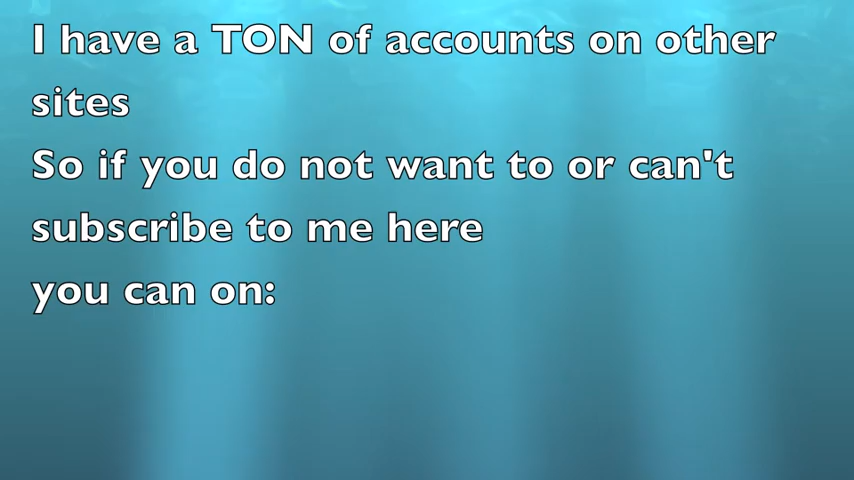 I have a TON of accounts on other
sites
So if you do not want to or can't
subscribe to me here
you can on: